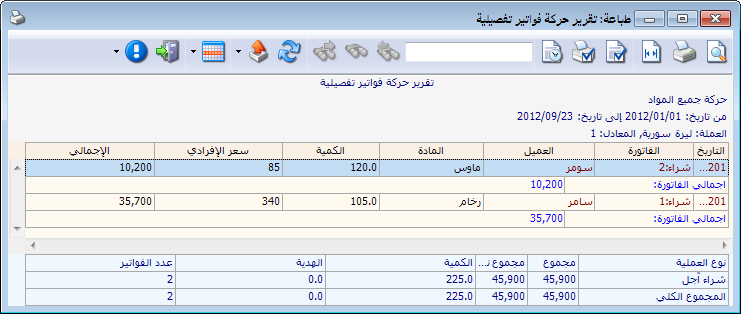 طباعة: تقرير حركة فواتير تفصيلية
تقرير حركة فواتير تفصيلية
حركة جميع المواد
من تاريخ: 2012/01/01 إلى تاريخ: 2012/09/23
العملة: ليرة سورية, المعادل: 1
التاريخ الفاتورة العميل المادة الكمية سعر الإفرادي الإجمالي
201... شراء:2 سومر ماوس 120.0 85 10,200
اجمالي الفاتورة: 10,200
201... شراء:1 سامر رخام 105.0 340 35,700
اجمالي الفاتورة: 35,700
نوع العملية مجموع مجموع نـ... الكمية الهدية عدد الفواتير
شراء آجل 45,900 45,900 225.0 0.0 2
المجموع الكلي 45,900 45,900 225.0 0.0 2